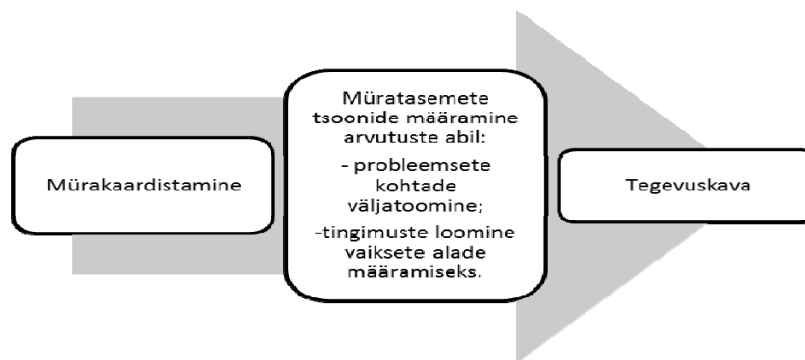 Mürakaardistamine
Müratasemete
tsoonide määramine
arvutuste abil:
- probleemsete
kohtade
väljatoomine;
-tingimuste loomine
vaiksete alade
määramiseks.
Tegevuskava